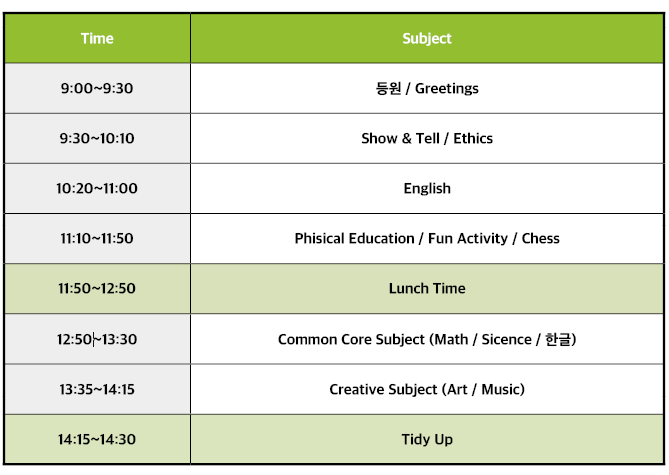 Time Subject
9:00~9:30 등원 / Greetings
9:30~10:10 Show & Tell / Ethics
10:20~11:00 English
11:10~11:50 Phisical Education / Fun Activity / Chess
11:50~12:50 Lunch Time
12:50~13:30 Common Core Subject (Math / Sicence / 한글)
13:35~14:15 Creative Subject (Art / Music)
14:15~14:30 Tidy Up